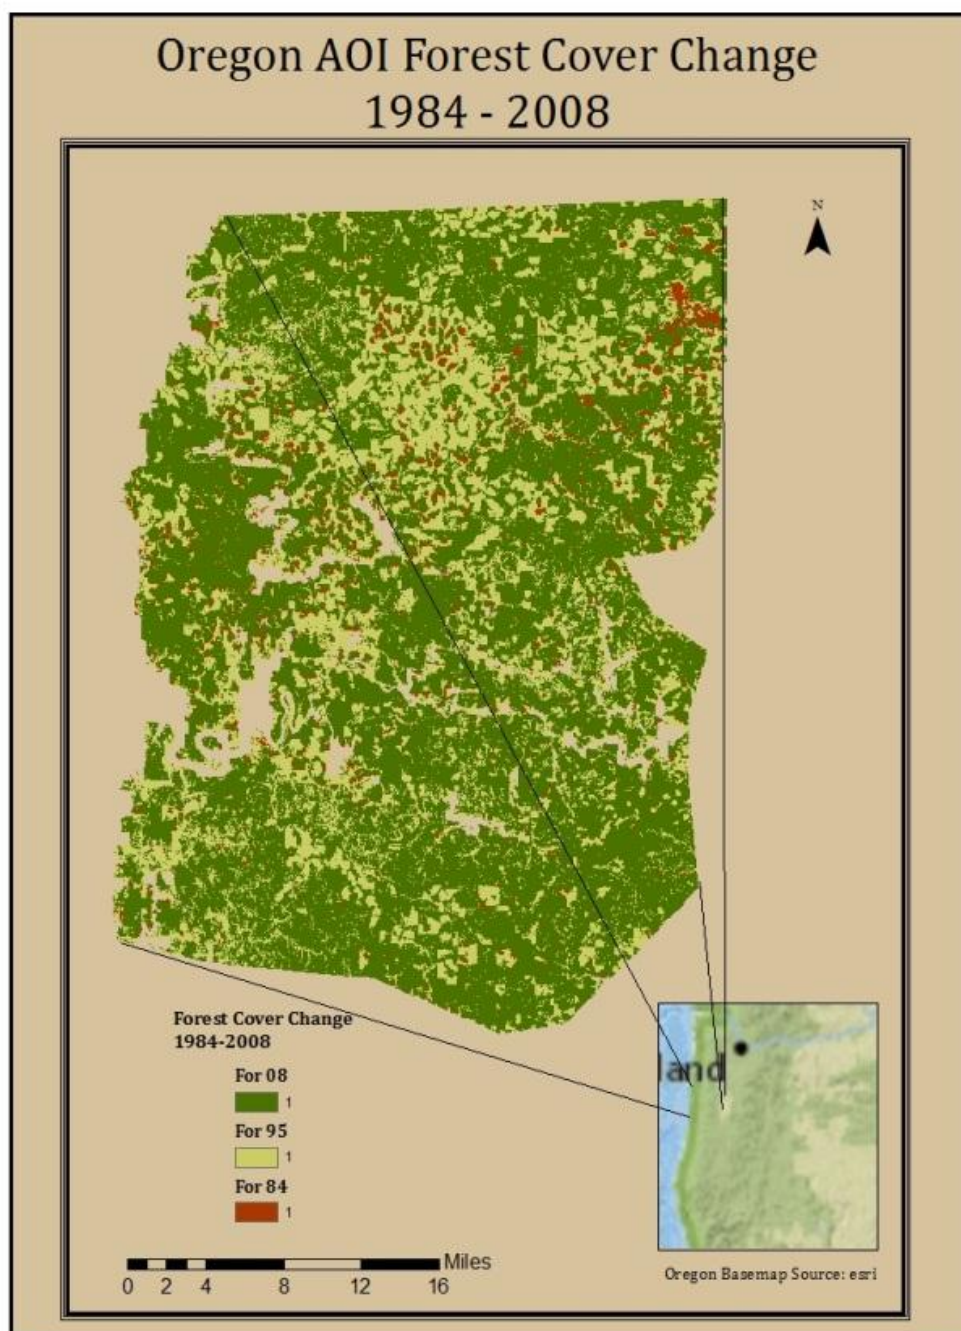 Oregon AOI Forest Cover Change
1984 - 2008
N
Forest Cover Change
1984-2008
For 08
1
For 95
1
For 84
1
land
Miles
0 2 4 8 12 16
Oregon Basemap Source: esri